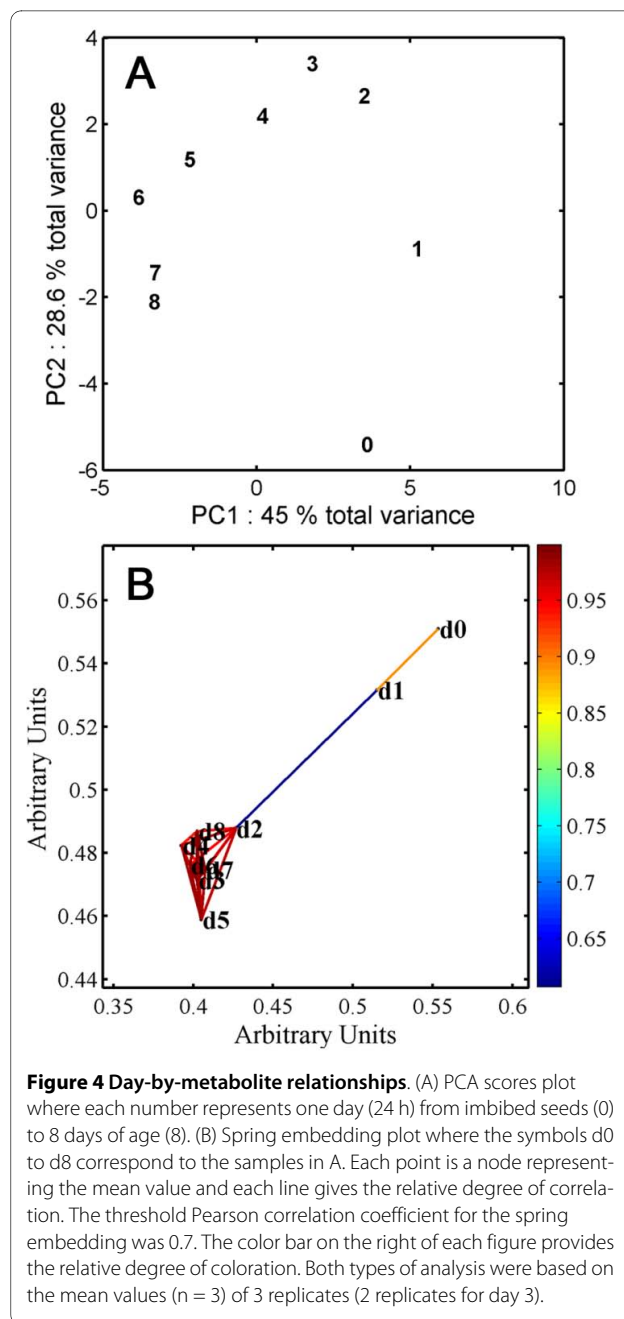 A
4
2
0
-2
-4
-6
PC2 : 28.6 % total variance
3
2
4
5
6
1
7
8
0
-5 0 5 10
PC1 : 45 % total variance
B
0.56
0.54
0.52
0.5
0.48
0.46
0.44
Arbitrary Units
d0
d1
d2
d8
d4
d6
d7
d3
d5
0.35 0.4 0.45 0.5 0.55 0.6
Arbitrary Units
0.95
0.9
0.85
0.8
0.75
0.7
0.65
Figure 4 Day-by-metabolite relationships. (A) PCA scores plot
where each number represents one day (24 h) from imbibed seeds (0)
to 8 days of age (8). (B) Spring embedding plot where the symbols d0
to d8 correspond to the samples in A. Each point is a node represent-
ing the mean value and each line gives the relative degree of correla-
tion. The threshold Pearson correlation coefficient for the spring
embedding was 0.7. The color bar on the right of each figure provides
the relative degree of coloration. Both types of analysis were based on
the mean values (n = 3) of 3 replicates (2 replicates for day 3).